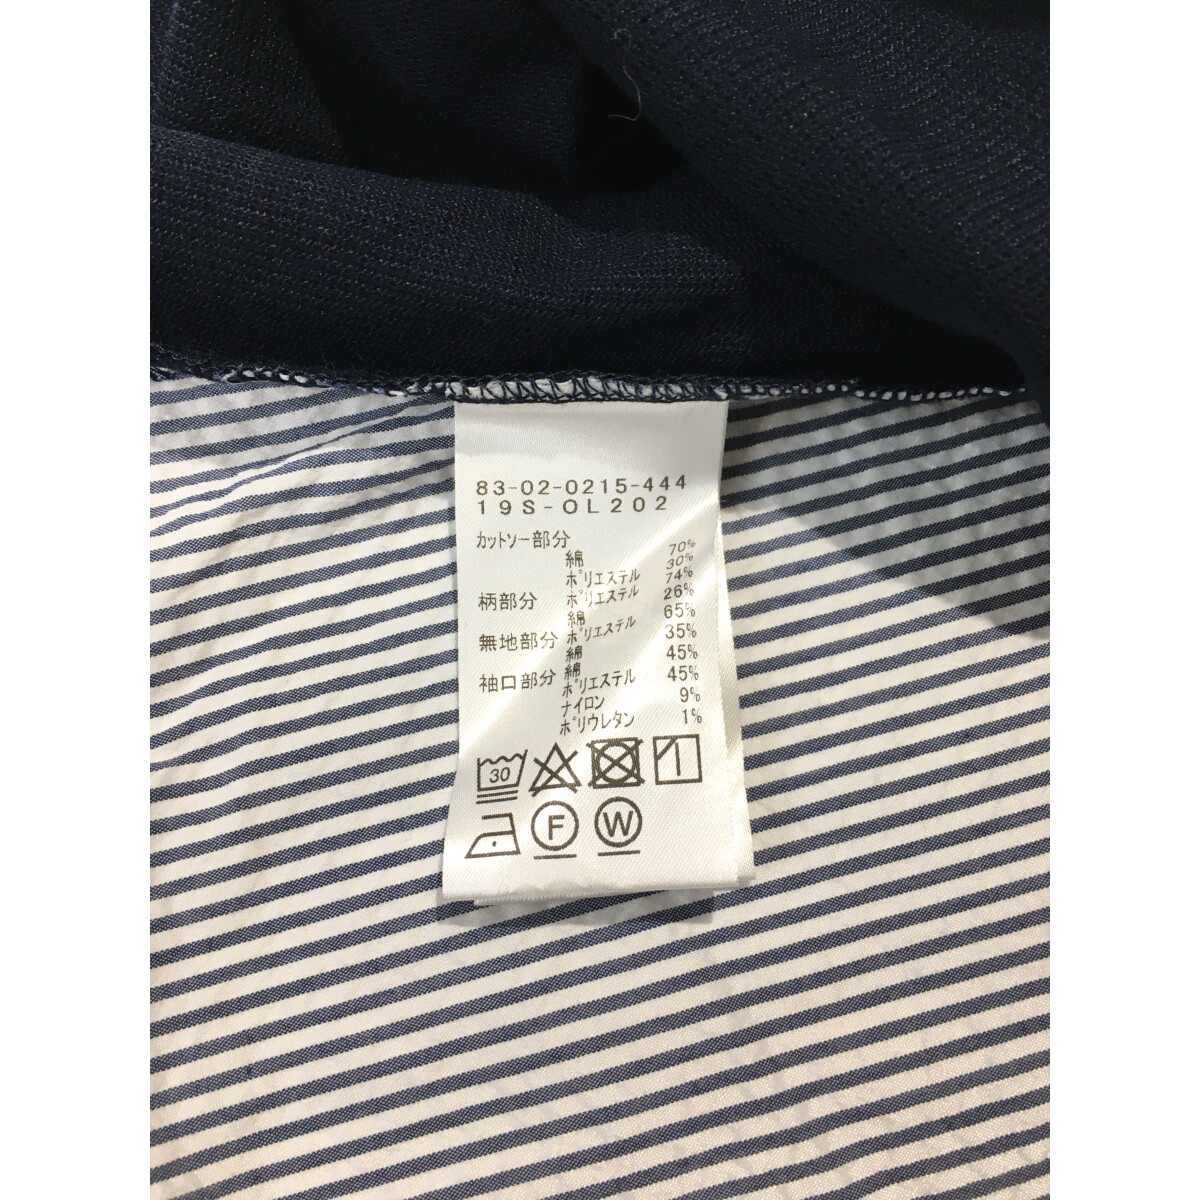 83-02-0215-444
19S-OL202
カットソー部分
綿 70%
ポリエステル 30%
柄部分 ポリエステル 74%
綿 26%
無地部分 ポリエステル 65%
綿 35%
袖口部分 綿 45%
ポリエステル 45%
ナイロン 9%
ポリウレタン 1%
30
F W